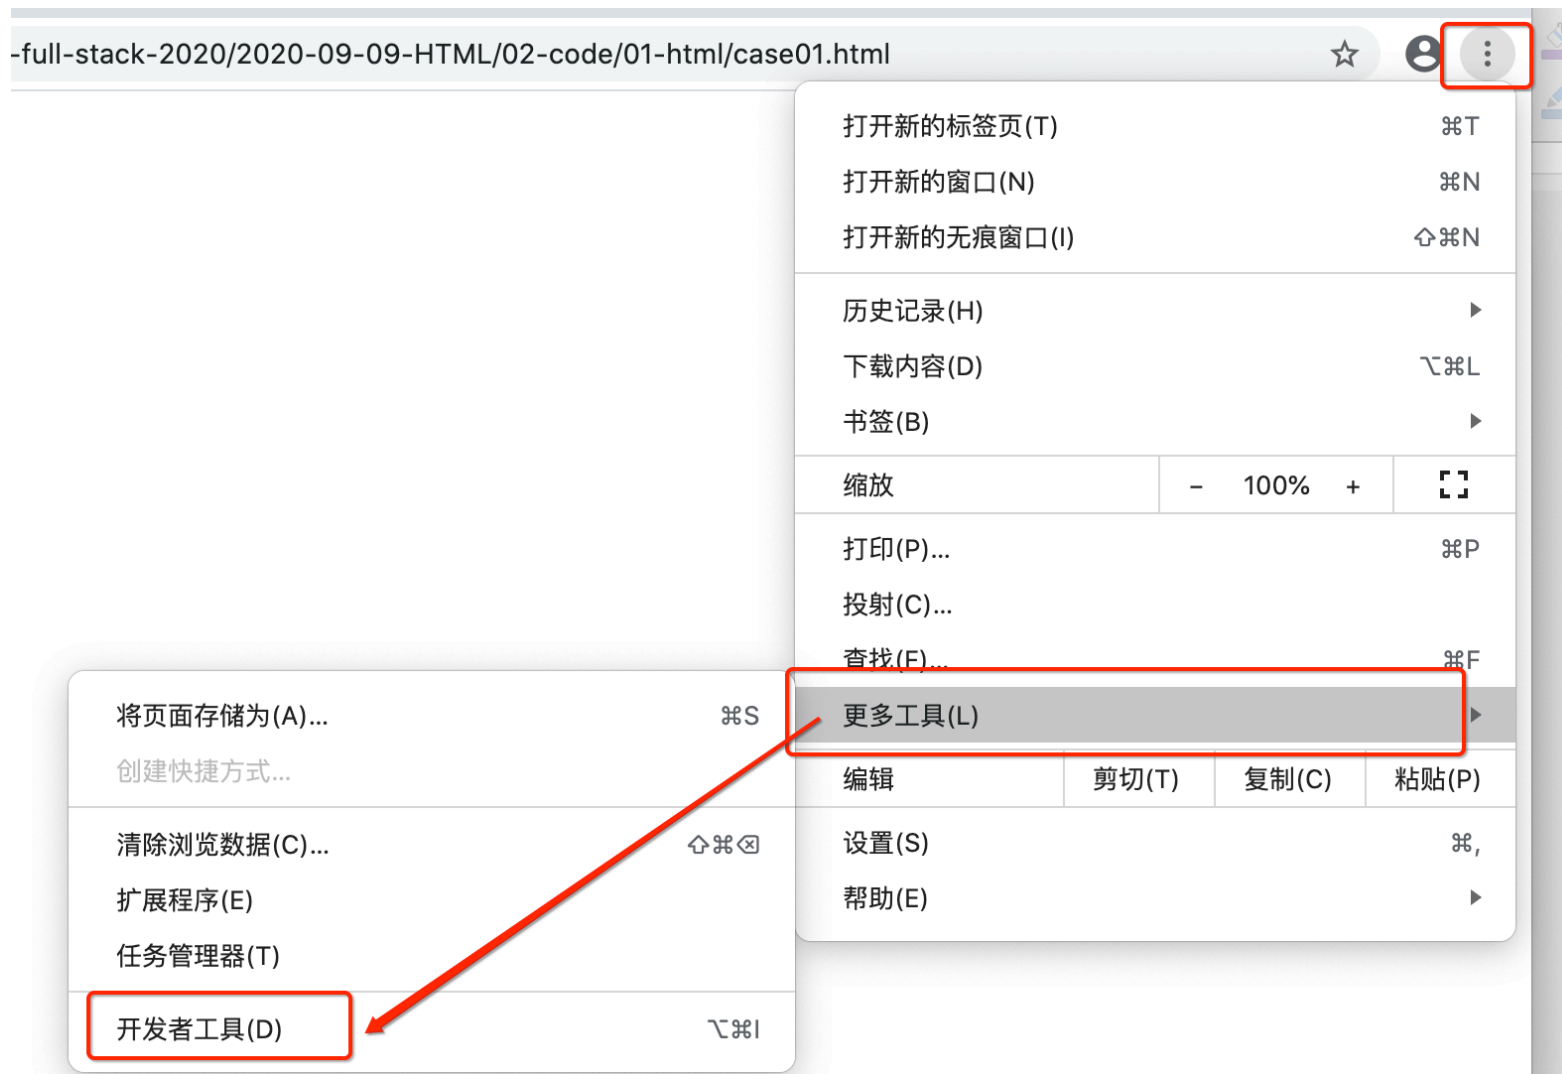 -full-stack-2020/2020-09-09-HTML/02-code/01-html/case01.html
打开新的标签页(T) ⌘T
打开新的窗口(N) ⌘N
打开新的无痕窗口(I) ⇧⌘N
历史记录(H)
下载内容(D) ⌥⌘L
书签(B)
缩放 - 100% +
打印(P)... ⌘P
投射(C)...
查找(F)... ⌘F
更多工具(L)
编辑 剪切(T) 复制(C) 粘贴(P)
设置(S) ⌘,
帮助(E)
将页面存储为(A)... ⌘S
创建快捷方式...
清除浏览数据(C)... ⇧⌘⌫
扩展程序(E)
任务管理器(T)
开发者工具(D) ⌥⌘I